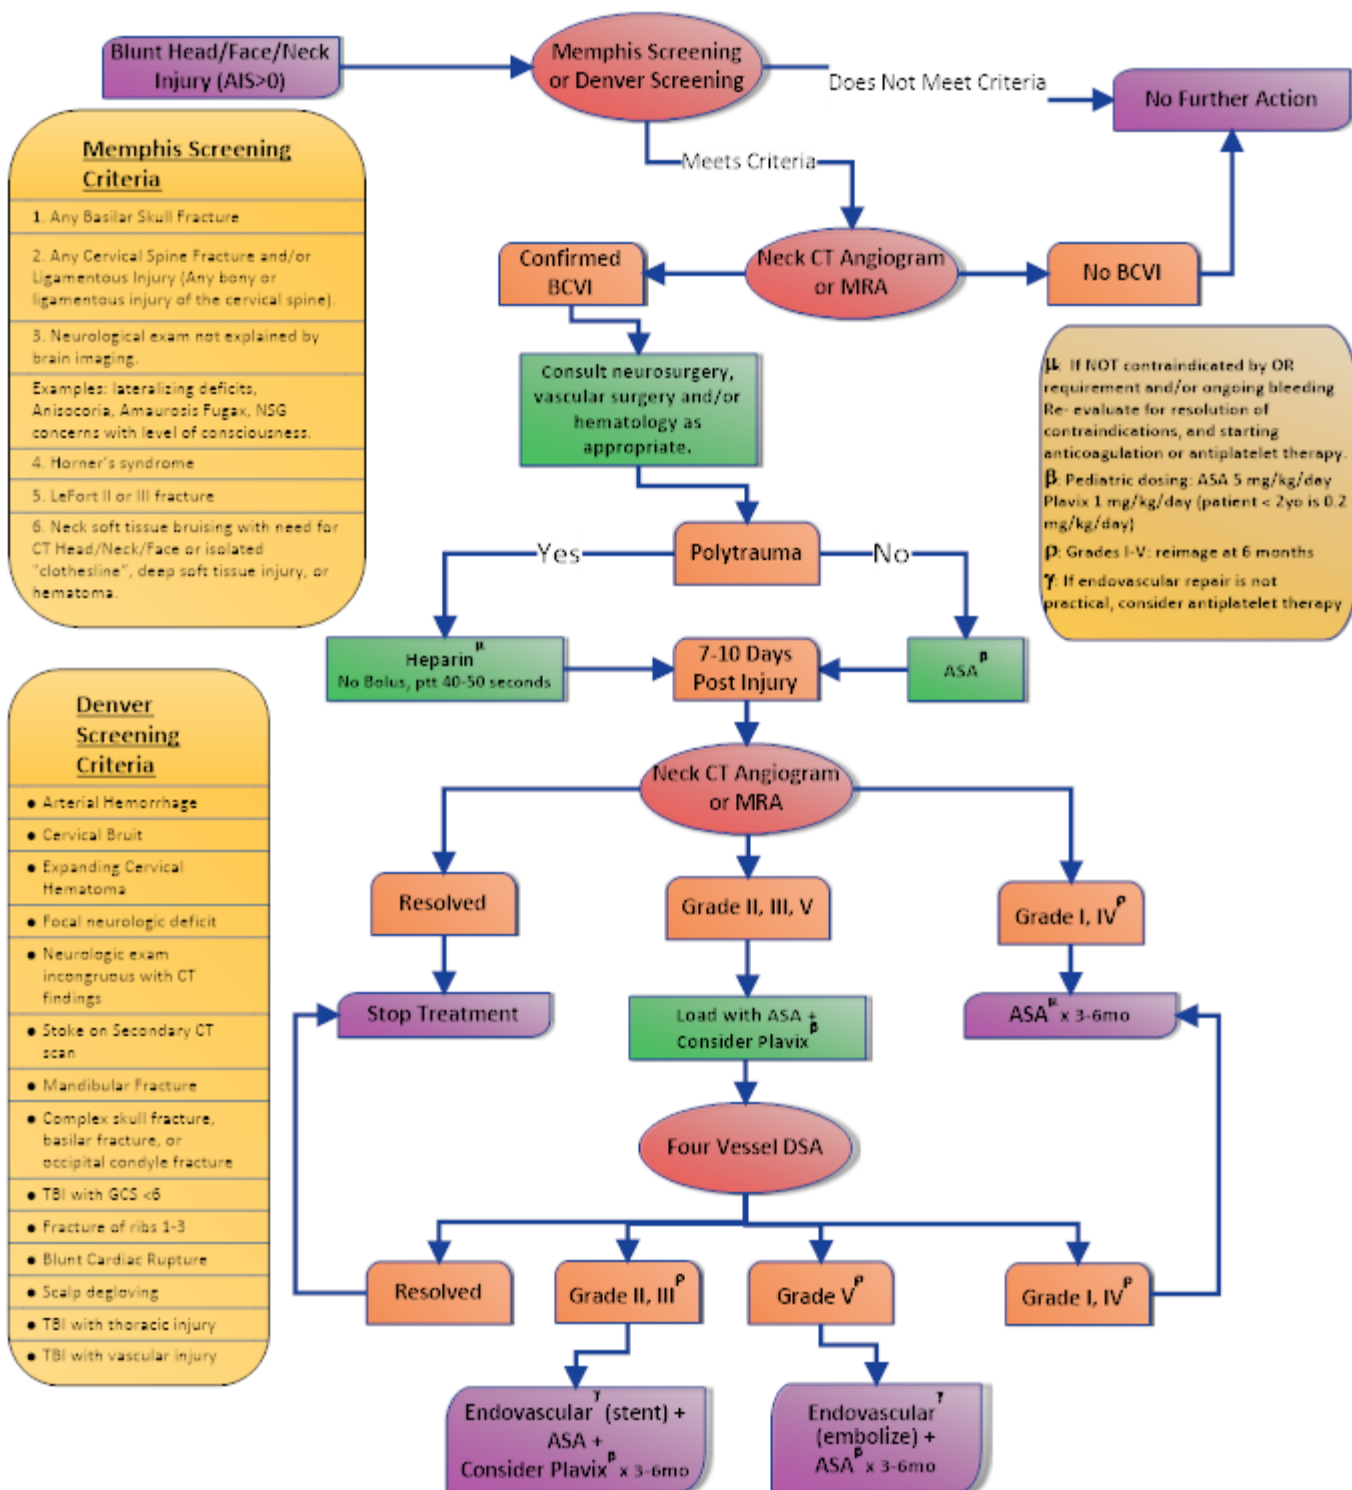 Blunt Head/Face/Neck
Injury (AIS>0)
Memphis Screening
or Denver Screening
Does Not Meet Criteria
No Further Action
Meets Criteria
Memphis Screening
Criteria
1. Any Basilar Skull Fracture
2. Any Cervical Spine Fracture and/or
Ligamentous Injury (Any bony or
ligamentous injury of the cervical spine).
3. Neurological exam not explained by
brain imaging.
Examples: lateralizing deficits,
Anisocoria, Amaurosis Fugax, NSG
concerns with level of consciousness.
4. Horner's syndrome
5. LeFort II or III fracture
6. Neck soft tissue bruising with need for
CT Head/Neck/Face or isolated
"clothesline", deep soft tissue injury, or
hematoma.
Confirmed
BCVI
Neck CT Angiogram
or MRA
No BCVI
Consult neurosurgery,
vascular surgery and/or
hematology as
appropriate.
μ: If NOT contraindicated by OR
requirement and/or ongoing bleeding
Re- evaluate for resolution of
contraindications, and starting
anticoagulation or antiplatelet therapy.
β: Pediatric dosing: ASA 5 mg/kg/day
Plavix 1 mg/kg/day (patient < 2yo is 0.2
mg/kg/day)
ρ: Grades I-V: reimage at 6 months
γ: If endovascular repair is not
practical, consider antiplatelet therapy
Yes
Polytrauma
No
Heparin μ
No Bolus, ptt 40-50 seconds
7-10 Days
Post Injury
ASA β
Denver
Screening
Criteria
• Arterial Hemorrhage
• Cervical Bruit
• Expanding Cervical
Hematoma
• Focal neurologic deficit
• Neurologic exam
incongruous with CT
findings
• Stoke on Secondary CT
scan
• Mandibular Fracture
• Complex skull fracture,
basilar fracture, or
occipital condyle fracture
• TBI with GCS <6
• Fracture of ribs 1-3
• Blunt Cardiac Rupture
• Scalp degloving
• TBI with thoracic injury
• TBI with vascular injury
Neck CT Angiogram
or MRA
Resolved
Grade II, III, V
Grade I, IV ρ
Stop Treatment
Load with ASA +
Consider Plavix β
ASA μ x 3-6mo
Four Vessel DSA
Resolved
Grade II, III ρ
Grade V ρ
Grade I, IV ρ
Endovascular γ (stent) +
ASA +
Consider Plavix β x 3-6mo
Endovascular γ
(embolize) +
ASA β x 3-6mo